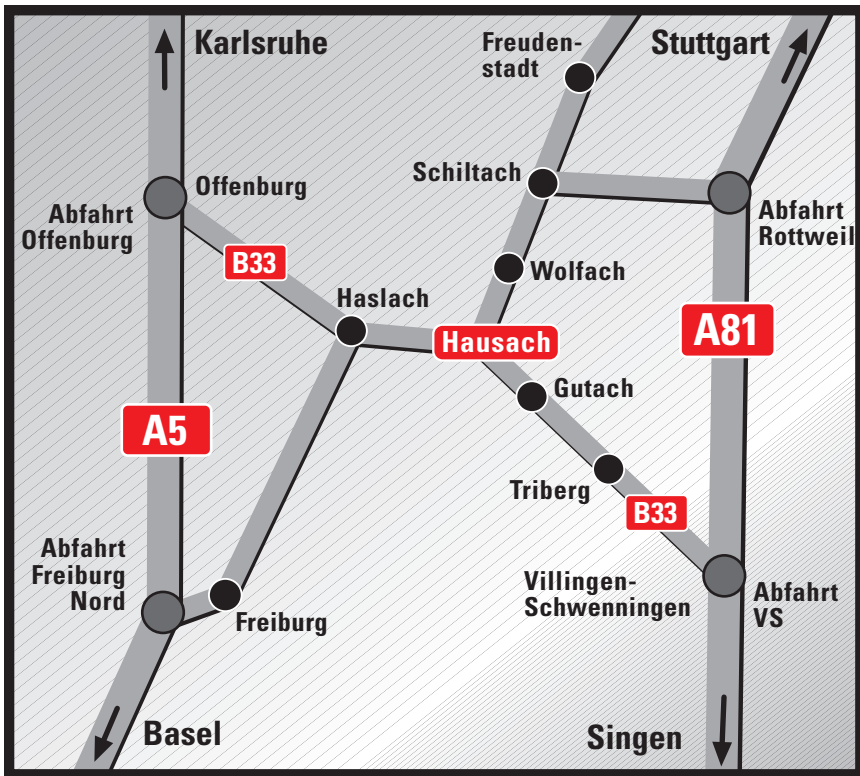 Karlsruhe
Freuden-
stadt
Stuttgart
Schiltach
Offenburg
Abfahrt
Offenburg
Abfahrt
Rottweil
B33
Wolfach
Haslach
Hausach
A81
Gutach
A5
Triberg
B33
Abfahrt
Freiburg
Nord
Villingen-
Schwenningen
Abfahrt
VS
Freiburg
Basel
Singen